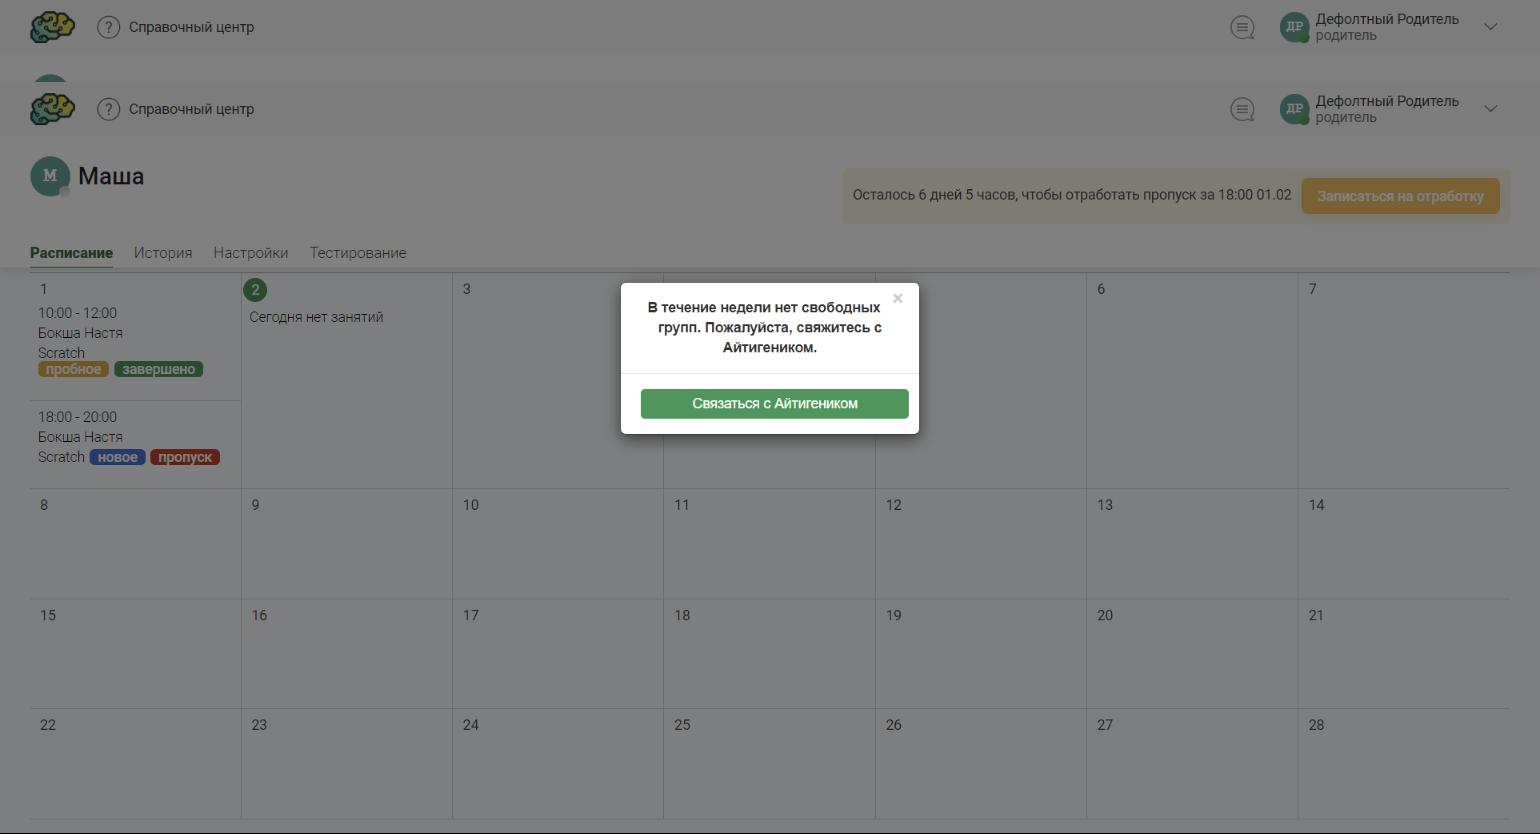 ? Справочный центр
Дефолтный Родитель
ДР
родитель
? Справочный центр
Дефолтный Родитель
ДР
родитель
М Маша
Осталось 6 дней 5 часов, чтобы отработать пропуск за 18:00 01.02 Записаться на отработку
Расписание История Настройки Тестирование
1 2 3 6 7
10:00 - 12:00
Бокша Настя
Scratch
пробное завершено
Сегодня нет занятий
18:00 - 20:00
Бокша Настя
Scratch новое пропуск
В течение недели нет свободных
групп. Пожалуйста, свяжитесь с
Айтигеником.
×
Связаться с Айтигеником
8 9 10 11 12 13 14
15 16 17 18 19 20 21
22 23 24 25 26 27 28